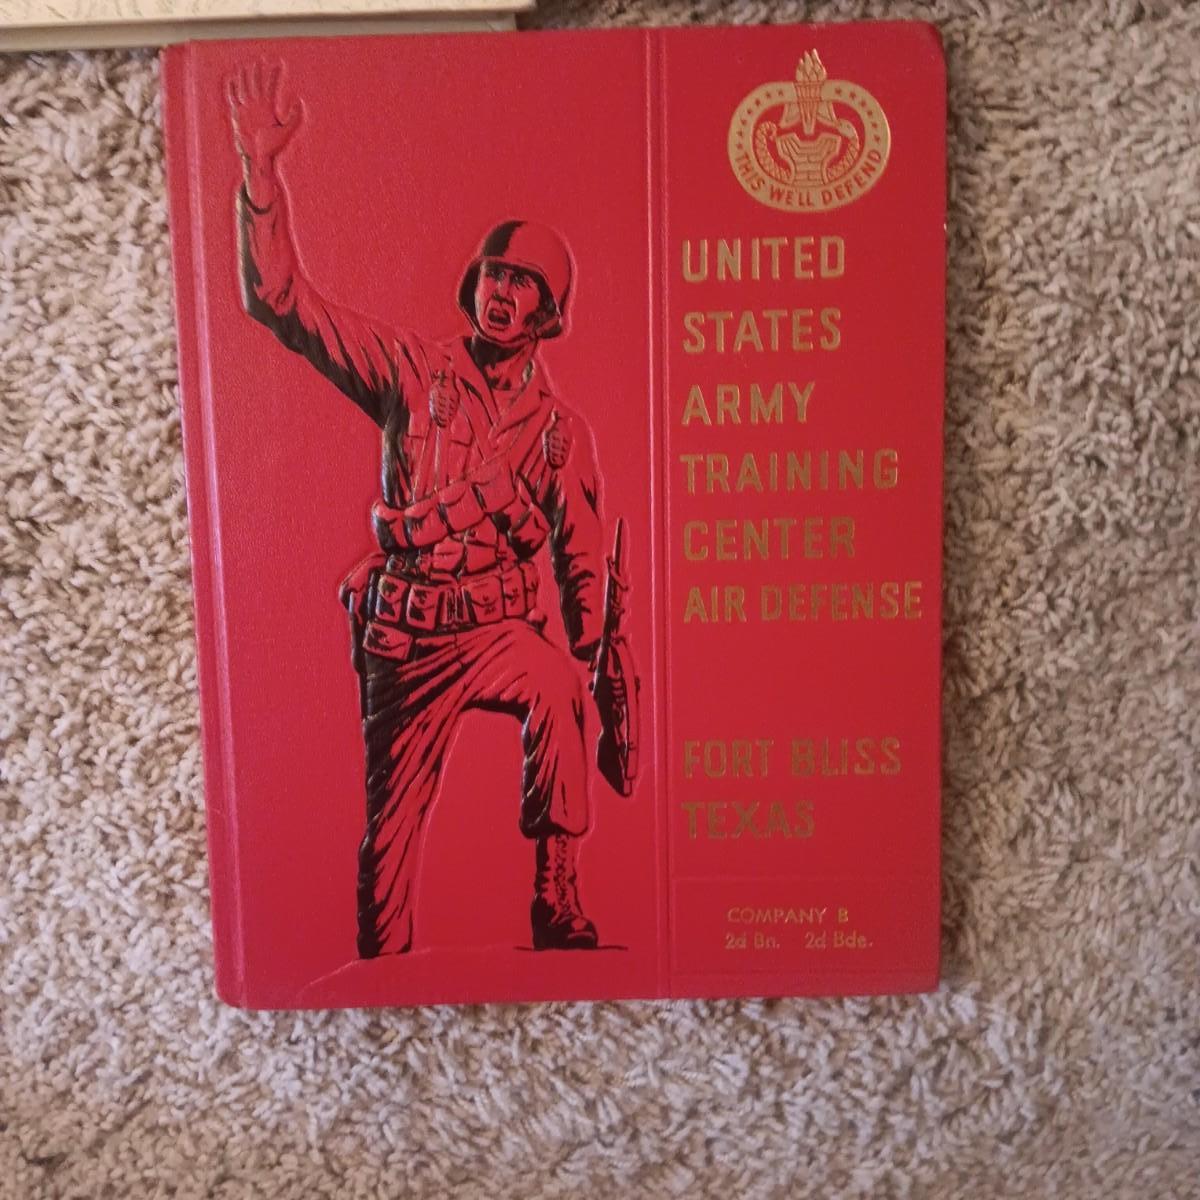 THIS WE'LL DEFEND
UNITED
STATES
ARMY
TRAINING
CENTER
AIR DEFENSE
FORT BLISS
TEXAS
COMPANY B
2d Bn. 2d Bde.